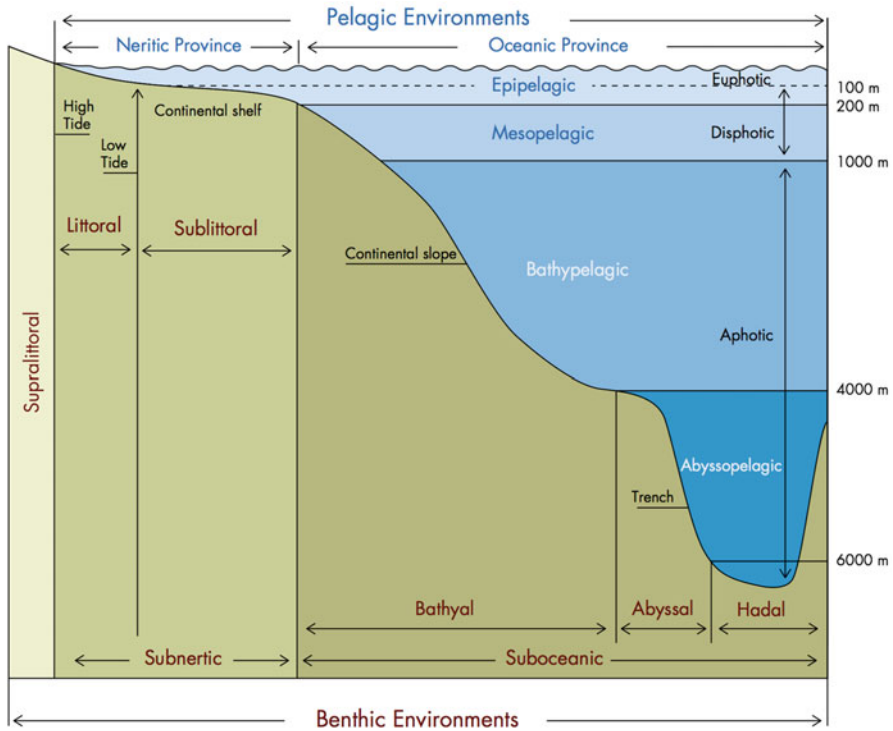 Pelagic Environments
Neritic Province
Oceanic Province
Epipelagic
Euphotic
100 m
200 m
High
Tide
Continental shelf
Low
Tide
Mesopelagic
Disphotic
1000 m
Littoral
Sublittoral
Continental slope
Bathypelagic
Aphotic
Supralittoral
4000 m
Abyssopelagic
Trench
6000 m
Bathyal
Abyssal
Hadal
Subnertic
Suboceanic
Benthic Environments